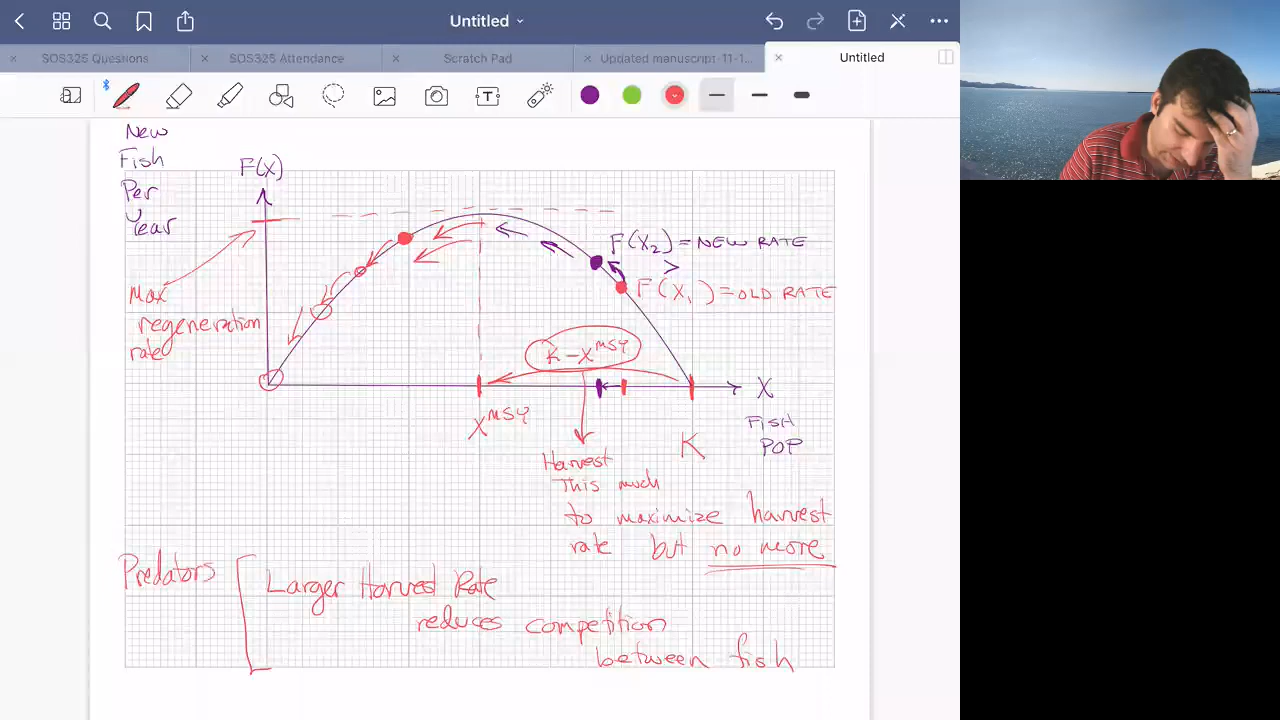 Untitled
SOS325 Questions
SOS325 Attendance
Scratch Pad
Updated manuscript-11-1...
Untitled
New
Fish
Per
Year
F(X)
F(X2) = NEW RATE
>
F(X1) = OLD RATE
Max
regeneration
rate
K - X^MSY
X
X^MSY
Fish
POP
K
Harvest
This much
to maximize harvest
rate but no more
Predators
Larger Harvest Rate
reduces competition
between fish